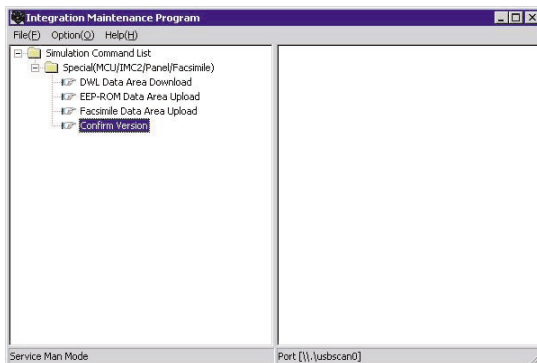 Integration Maintenance Program
File(F) Option(O) Help(H)
Simulation Command List
Special(MCU/IMC2/Panel/Facsimile)
DWL Data Area Download
EEP-ROM Data Area Upload
Facsimile Data Area Upload
Confirm Version
Service Man Mode
Port [\\.\usbscan0]